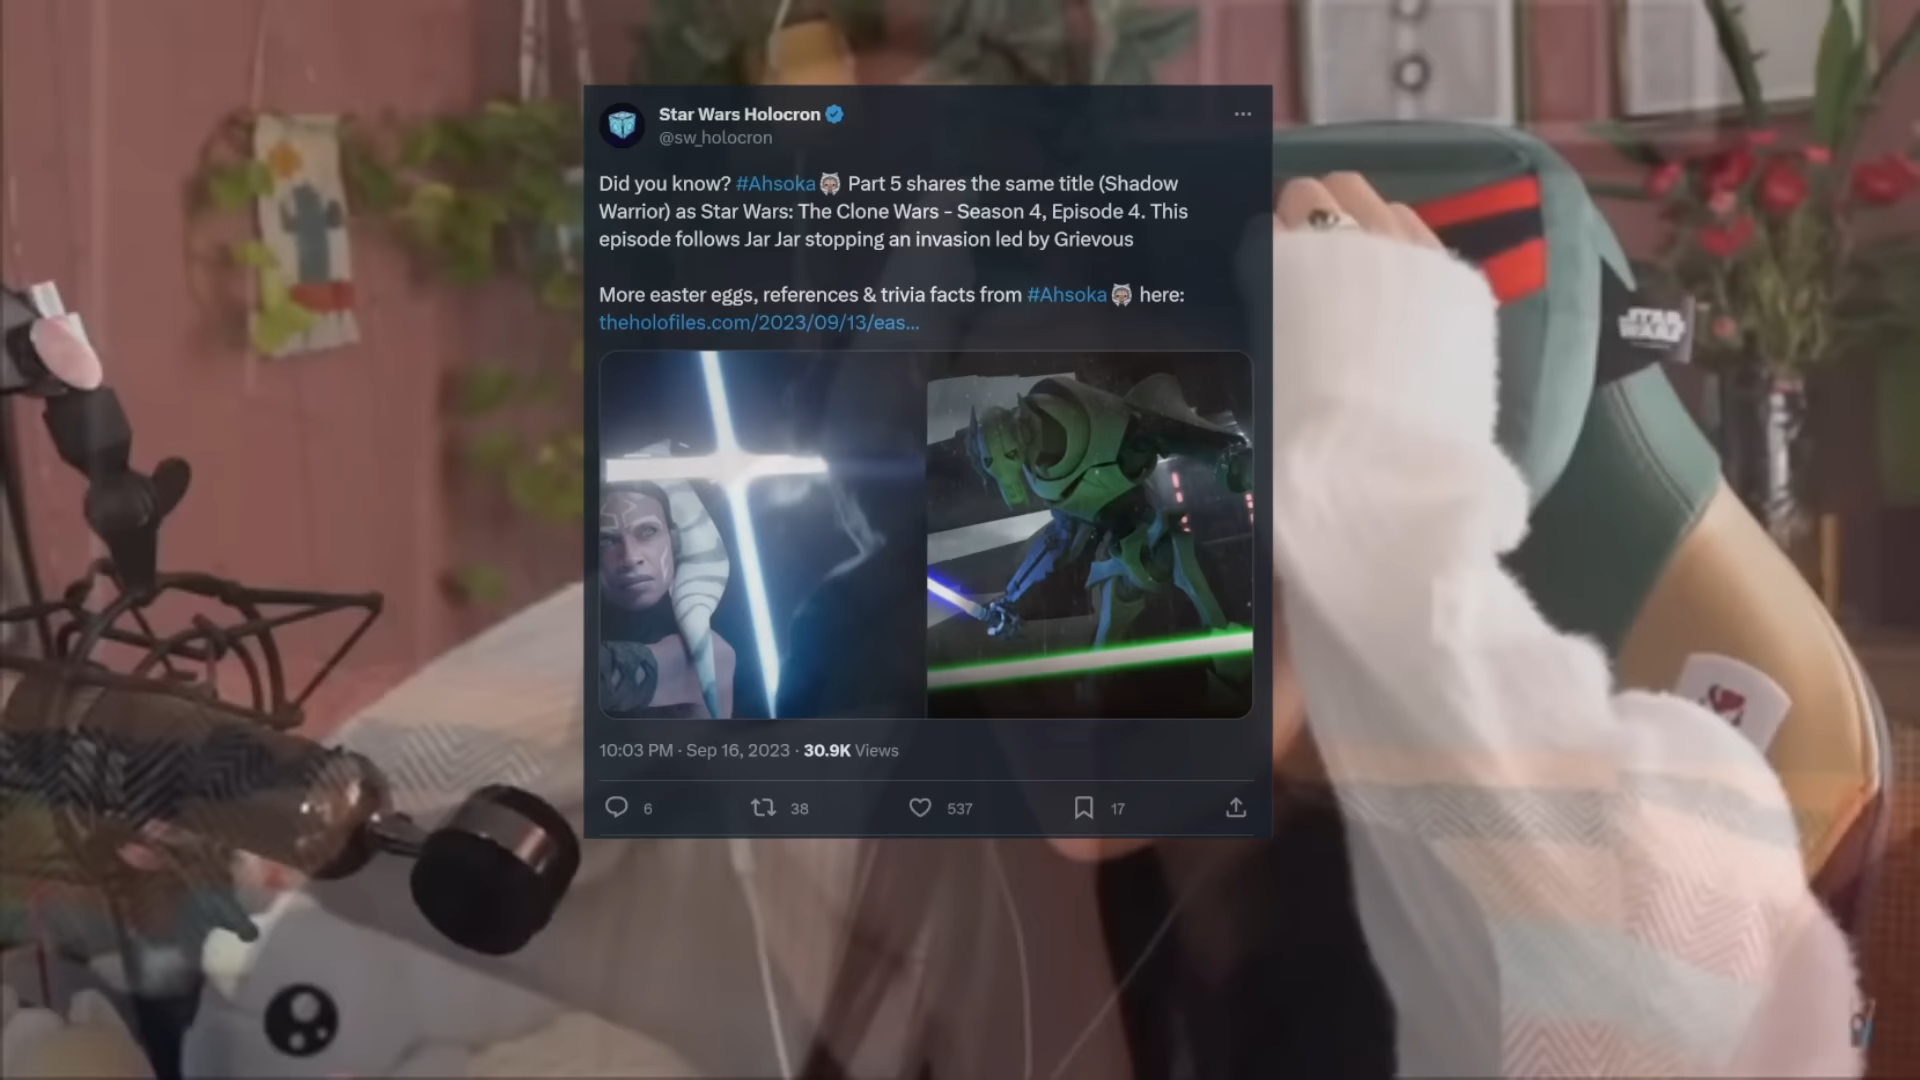 Star Wars Holocron
@sw_holocron
Did you know? #Ahsoka Part 5 shares the same title (Shadow
Warrior) as Star Wars: The Clone Wars - Season 4, Episode 4. This
episode follows Jar Jar stopping an invasion led by Grievous
More easter eggs, references & trivia facts from #Ahsoka here:
theholofiles.com/2023/09/13/eas...
10:03 PM · Sep 16, 2023 · 30.9K Views
6 38 537 17
STAR
WARS